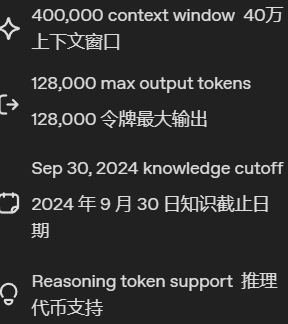 400,000 context window 40万
上下文窗口
128,000 max output tokens
128,000 令牌最大输出
Sep 30, 2024 knowledge cutoff
2024 年 9 月 30 日知识截止日
期
Reasoning token support 推理
代币支持